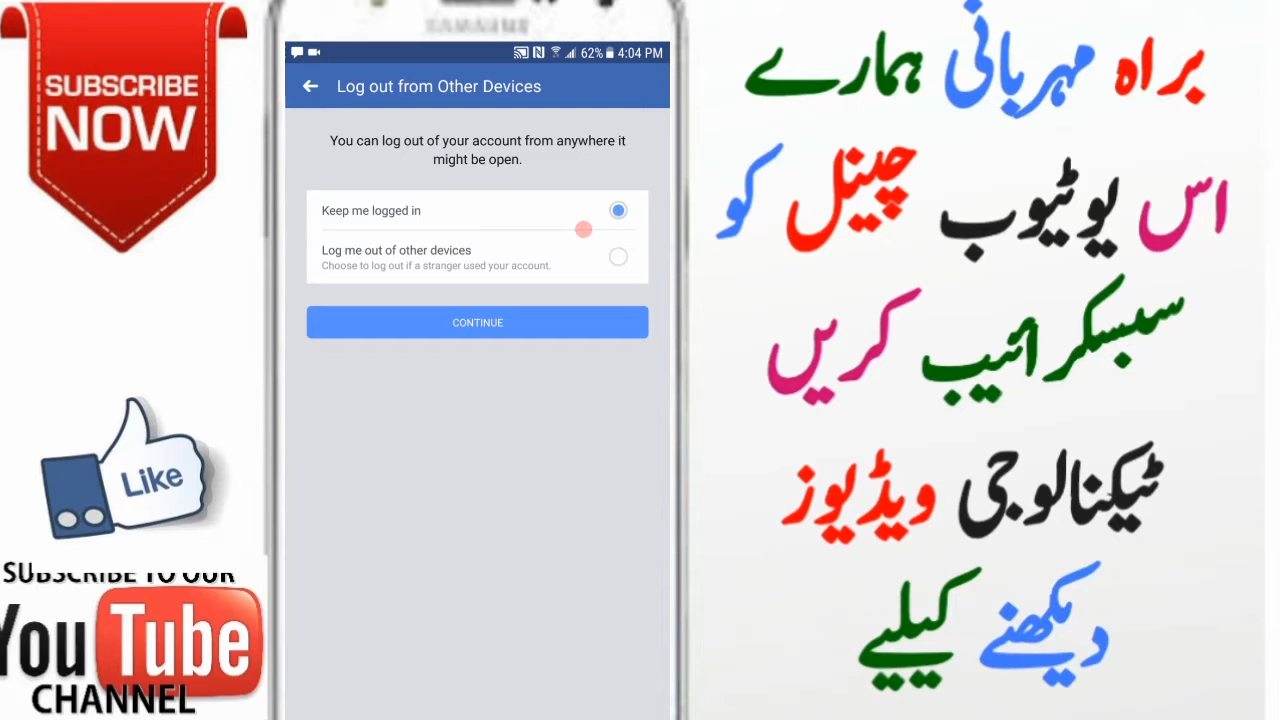 SUBSCRIBE
NOW
Like
SUBSCRIBE TO OUR
YouTube
CHANNEL
SAMSUNG
62% 4:04 PM
Log out from Other Devices
You can log out of your account from anywhere it
might be open.
Keep me logged in
Log me out of other devices
Choose to log out if a stranger used your account.
CONTINUE
براہ مہربانی ہمارے
اس یوٹیوب چینل کو
سبسکرائیب کریں
ٹیکنالوجی ویڈیوز
دیکھنے کیلیے